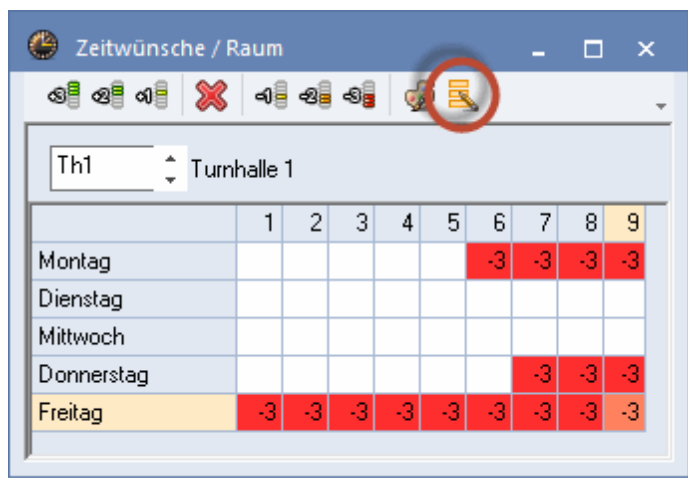 Zeitwünsche / Raum
Th1 Turnhalle 1
1 2 3 4 5 6 7 8 9
Montag -3 -3 -3 -3
Dienstag
Mittwoch
Donnerstag -3 -3 -3
Freitag -3 -3 -3 -3 -3 -3 -3 -3 -3